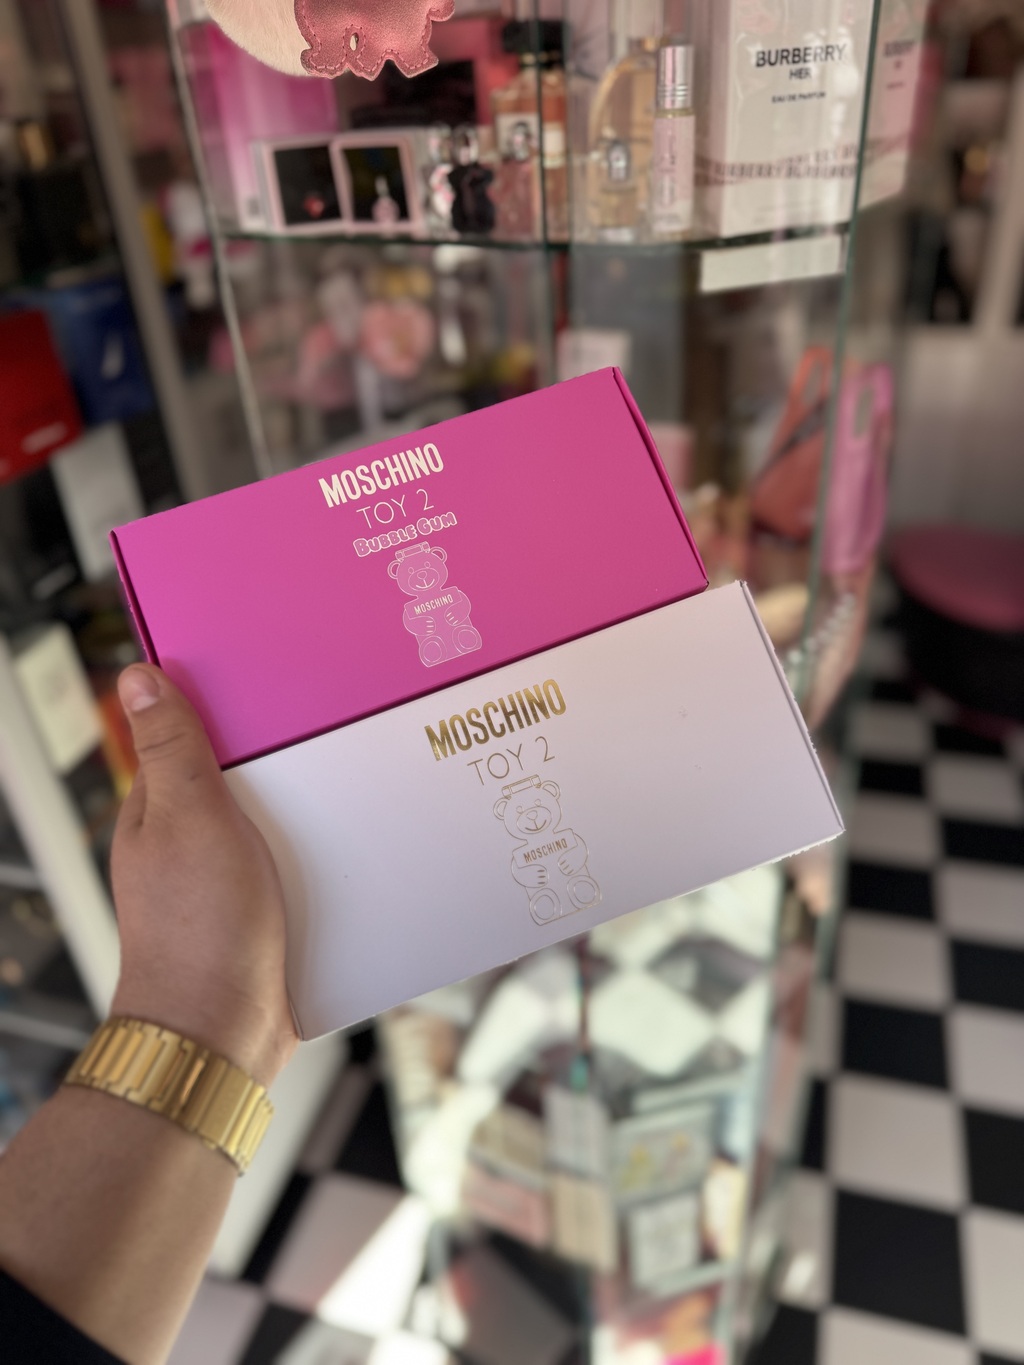 BURBERRY
HER
EAU DE PARFUM
MOSCHINO
TOY 2
BUBBLE GUM
MOSCHINO
MOSCHINO
TOY 2
MOSCHINO